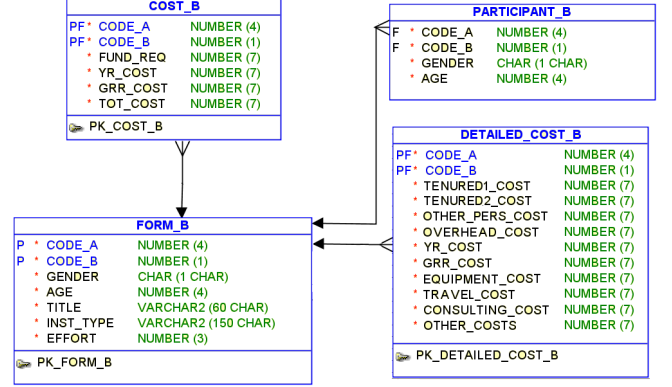 COST_B
PF* CODE_A NUMBER (4)
PF* CODE_B NUMBER (1)
* FUND_REQ NUMBER (7)
* YR_COST NUMBER (7)
* GRR_COST NUMBER (7)
* TOT_COST NUMBER (7)
PK_COST_B
PARTICIPANT_B
F * CODE_A NUMBER (4)
F * CODE_B NUMBER (1)
* GENDER CHAR (1 CHAR)
* AGE NUMBER (4)
DETAILED_COST_B
PF* CODE_A NUMBER (4)
PF* CODE_B NUMBER (1)
* TENURED1_COST NUMBER (7)
* TENURED2_COST NUMBER (7)
* OTHER_PERS_COST NUMBER (7)
* OVERHEAD_COST NUMBER (7)
* YR_COST NUMBER (7)
* GRR_COST NUMBER (7)
* EQUIPMENT_COST NUMBER (7)
* TRAVEL_COST NUMBER (7)
* CONSULTING_COST NUMBER (7)
* OTHER_COSTS NUMBER (7)
PK_DETAILED_COST_B
FORM_B
P * CODE_A NUMBER (4)
P * CODE_B NUMBER (1)
* GENDER CHAR (1 CHAR)
* AGE NUMBER (4)
* TITLE VARCHAR2 (60 CHAR)
* INST_TYPE VARCHAR2 (150 CHAR)
* EFFORT NUMBER (3)
PK_FORM_B